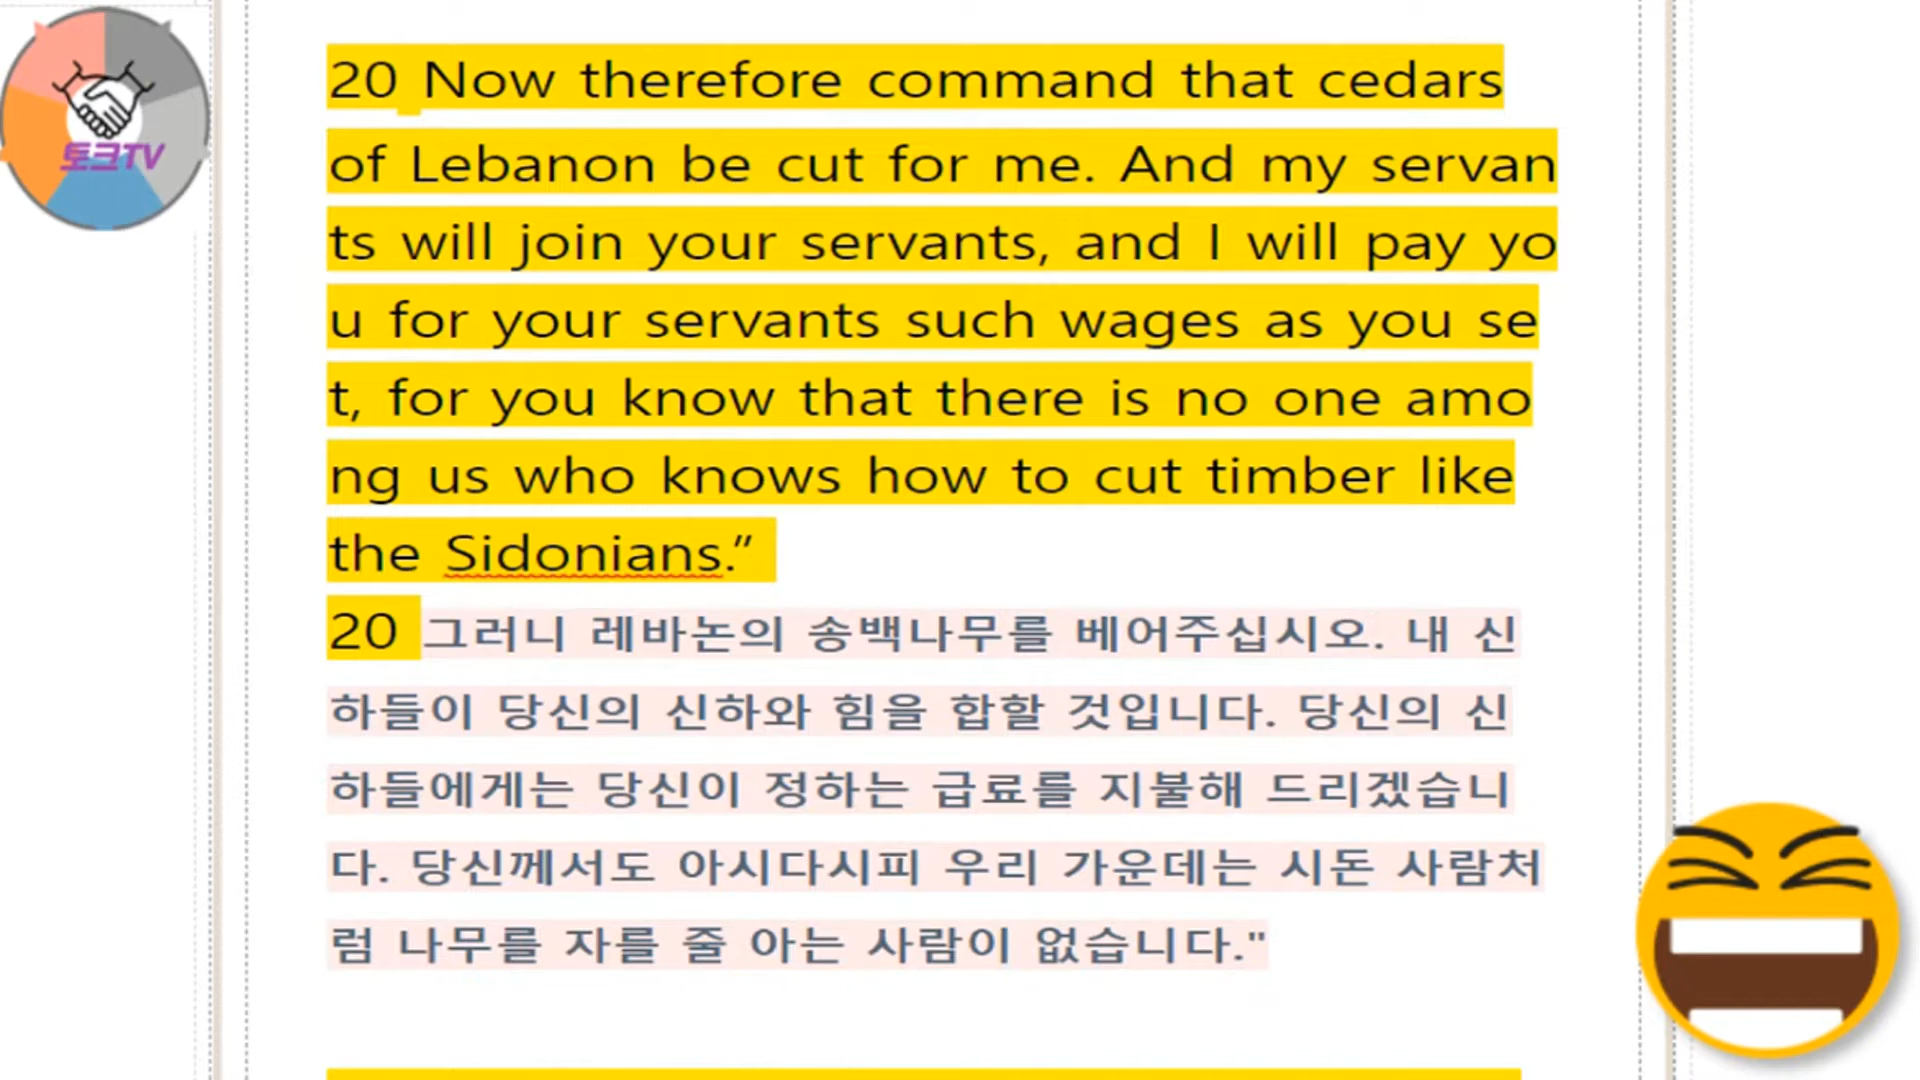 토크TV
20 Now therefore command that cedars
of Lebanon be cut for me. And my servan
ts will join your servants, and I will pay yo
u for your servants such wages as you se
t, for you know that there is no one amo
ng us who knows how to cut timber like
the Sidonians.”
20 그러니 레바논의 송백나무를 베어주십시오. 내 신
하들이 당신의 신하와 힘을 합할 것입니다. 당신의 신
하들에게는 당신이 정하는 급료를 지불해 드리겠습니
다. 당신께서도 아시다시피 우리 가운데는 시돈 사람처
럼 나무를 자를 줄 아는 사람이 없습니다."